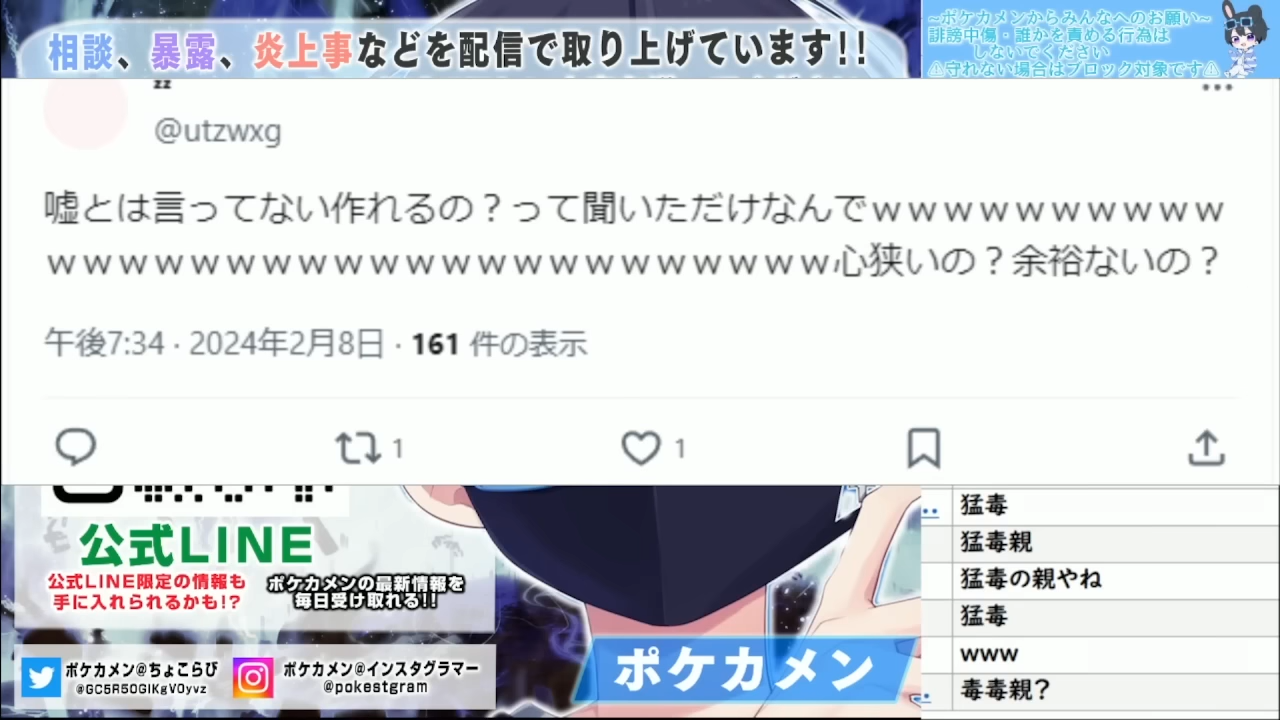 相談、暴露、炎上事などを配信で取り上げています!!
~ポケカメンからみんなへのお願い~
誹謗中傷・誰かを責める行為は
しないでください
⚠守れない場合はブロック対象です⚠
zz
@utzwxg
嘘とは言ってない作れるの？って聞いただけなんでｗｗｗｗｗｗｗｗｗｗ
ｗｗｗｗｗｗｗｗｗｗｗｗｗｗｗｗｗｗｗｗｗｗ心狭いの？余裕ないの？
午後7:34 · 2024年2月8日 · 161 件の表示
1
1
公式LINE
公式LINE限定の情報も
手に入れられるかも!?
ポケカメンの最新情報を
毎日受け取れる!!
ポケカメン@ちょこらび
@GC5R5OGIKgVOyvz
ポケカメン@インスタグラマー
@pokestgram
ポケカメン
猛毒
猛毒親
猛毒の親やね
猛毒
www
毒毒親?